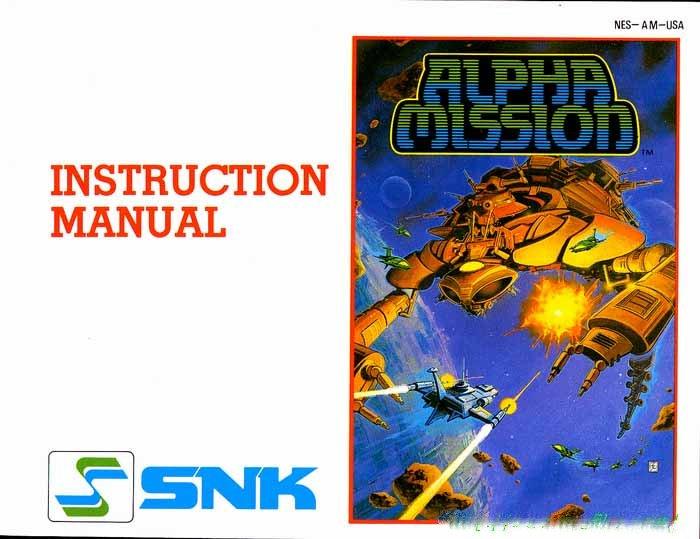 NES-AM-USA
ALPHA
MISSION
TM
INSTRUCTION
MANUAL
SNK